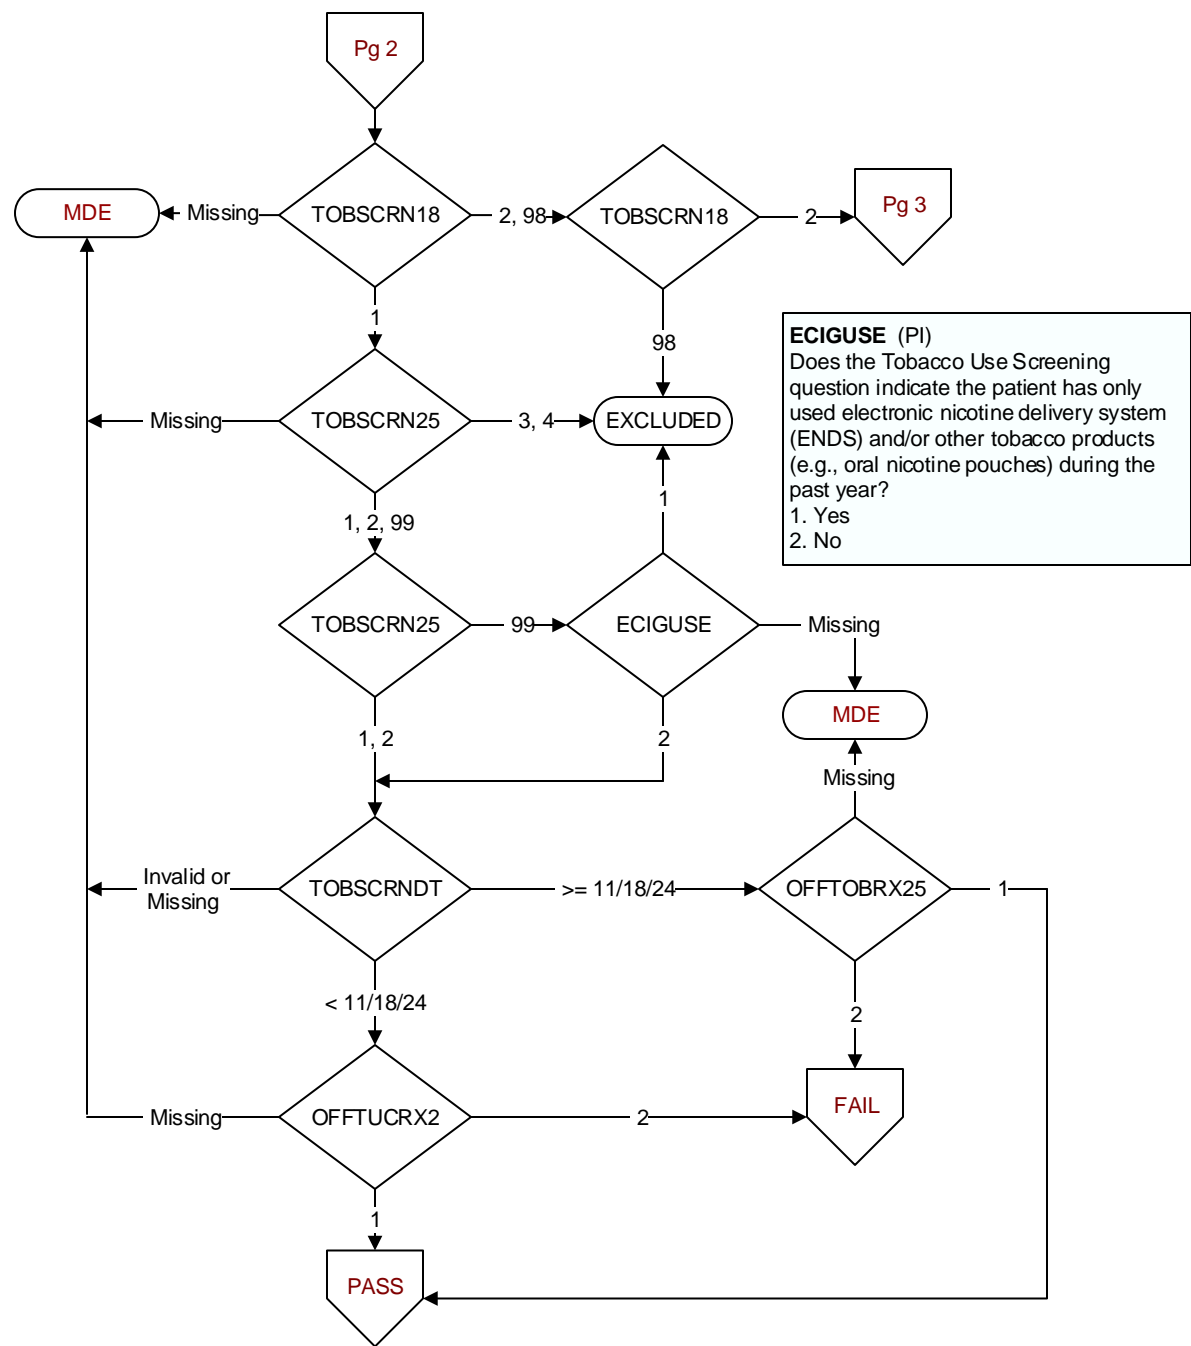 Pg 2
MDE
Missing
TOBSCRN18
2, 98
TOBSCRN18
2
Pg 3
1
98
ECIGUSE (PI)
Does the Tobacco Use Screening
question indicate the patient has only
used electronic nicotine delivery system
(ENDS) and/or other tobacco products
(e.g., oral nicotine pouches) during the
past year?
1. Yes
2. No
Missing
TOBSCRN25
3, 4
EXCLUDED
1
1, 2, 99
TOBSCRN25
99
ECIGUSE
Missing
MDE
1, 2
2
Missing
Invalid or
Missing
TOBSCRNDT
>= 11/18/24
OFFTOBRX25
1
< 11/18/24
2
Missing
OFFTUCRX2
2
FAIL
1
PASS